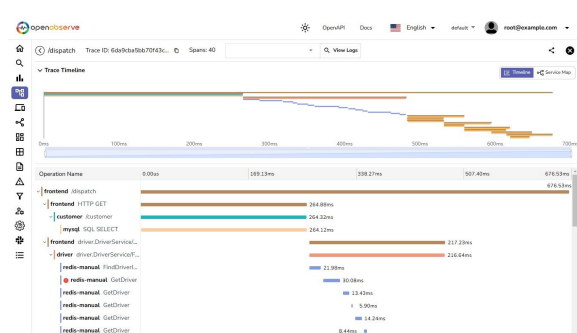 openobserve
OpenAPI Docs English default root@example.com
/dispatch Trace ID: 6da9cba5bb70f43c... Spans: 40 View Logs
Trace Timeline
Timeline Service Map
0ms 100ms 200ms 300ms 400ms 500ms 600ms 700ms
Operation Name 0.00us 169.13ms 338.27ms 507.40ms 676.53ms
frontend /dispatch 676.53ms
frontend HTTP GET 264.88ms
customer /customer 264.32ms
mysql SQL SELECT 264.12ms
frontend driver.DriverService/... 217.23ms
driver driver.DriverService/F... 216.64ms
redis-manual FindDriverI... 21.98ms
redis-manual GetDriver 30.08ms
redis-manual GetDriver 13.43ms
redis-manual GetDriver 5.90ms
redis-manual GetDriver 14.24ms
redis-manual GetDriver 8.44ms